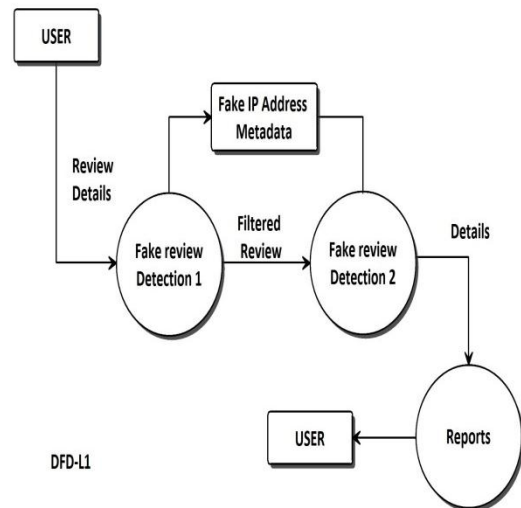 USER
Fake IP Address
Metadata
Review
Details
Fake review
Detection 1
Filtered
Review
Fake review
Detection 2
Details
USER
Reports
DFD-L1